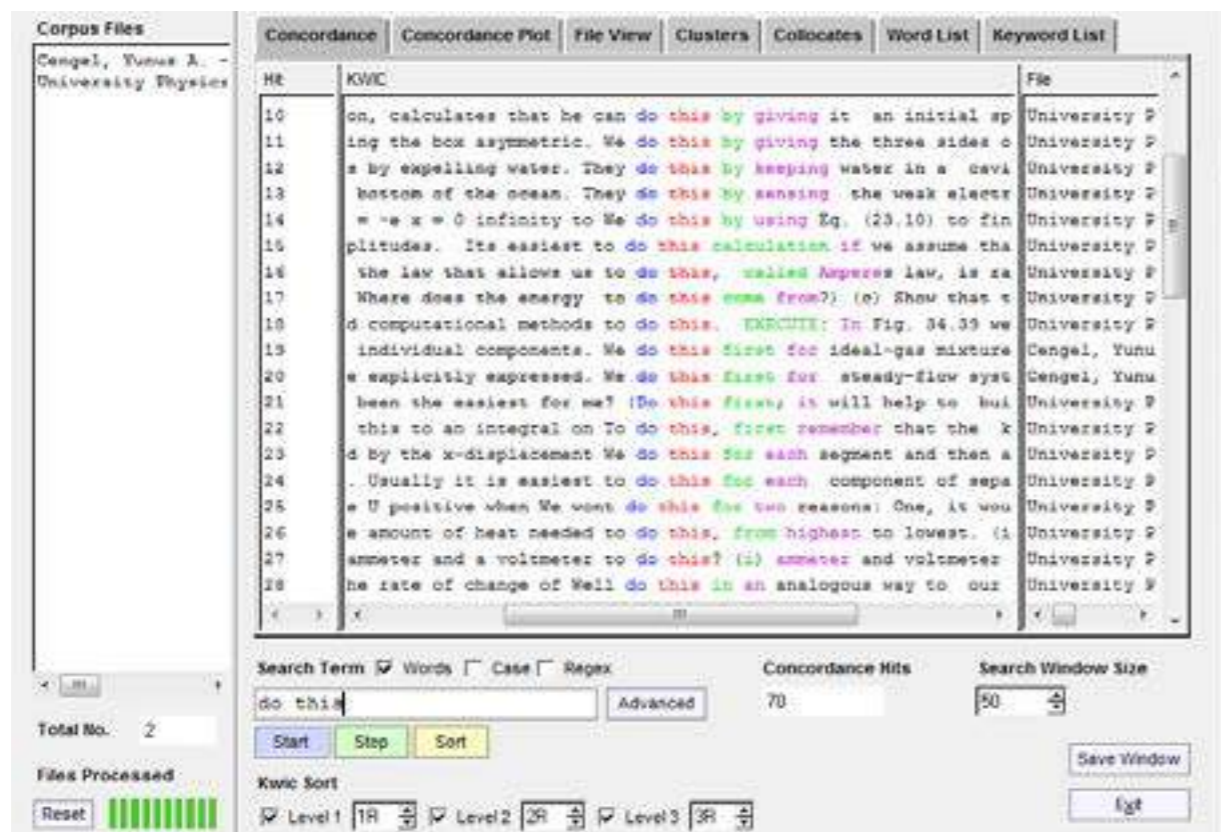 Corpus Files
Cengel, Yunus A. -
University Physics
Concordance Concordance Plot File View Clusters Collocates Word List Keyword List
Hit KWIC File
10 on, calculates that he can do this by giving it an initial sp University P
11 ing the box asymmetric. We do this by giving the three sides o University P
12 s by expelling water. They do this by keeping water in a cavi University P
13 bottom of the ocean. They do this by sensing the weak electr University P
14 = -e x = 0 infinity to We do this by using Eq. (23.10) to fin University P
15 plitudes. Its easiest to do this calculation if we assume tha University P
16 the law that allows us to do this, called Amperes law, is ra University P
17 Where does the energy to do this come from?) (e) Show that t University P
18 d computational methods to do this. EXECUTE: In Fig. 34.39 we University P
19 individual components. We do this first for ideal-gas mixture Cengel, Yunu
20 e explicitly expressed. We do this first for steady-flow syst Cengel, Yunu
21 been the easiest for me? (Do this first; it will help to bui University P
22 this to an integral on To do this, first remember that the k University P
23 d by the x-displacement We do this for each segment and then a University P
24 . Usually it is easiest to do this for each component of sepa University P
25 e U positive when We wont do this for two reasons: One, it wou University P
26 e amount of heat needed to do this, from highest to lowest. (i University P
27 ammeter and a voltmeter to do this? (i) ammeter and voltmeter University P
28 he rate of change of Well do this in an analogous way to our University P
Search Term Words Case Regex Concordance Hits Search Window Size
do this Advanced 70 50
Total No. 2
Start Step Sort
Save Window
Files Processed
Kwic Sort
Reset Level 1 1R Level 2 2R Level 3 3R Exit